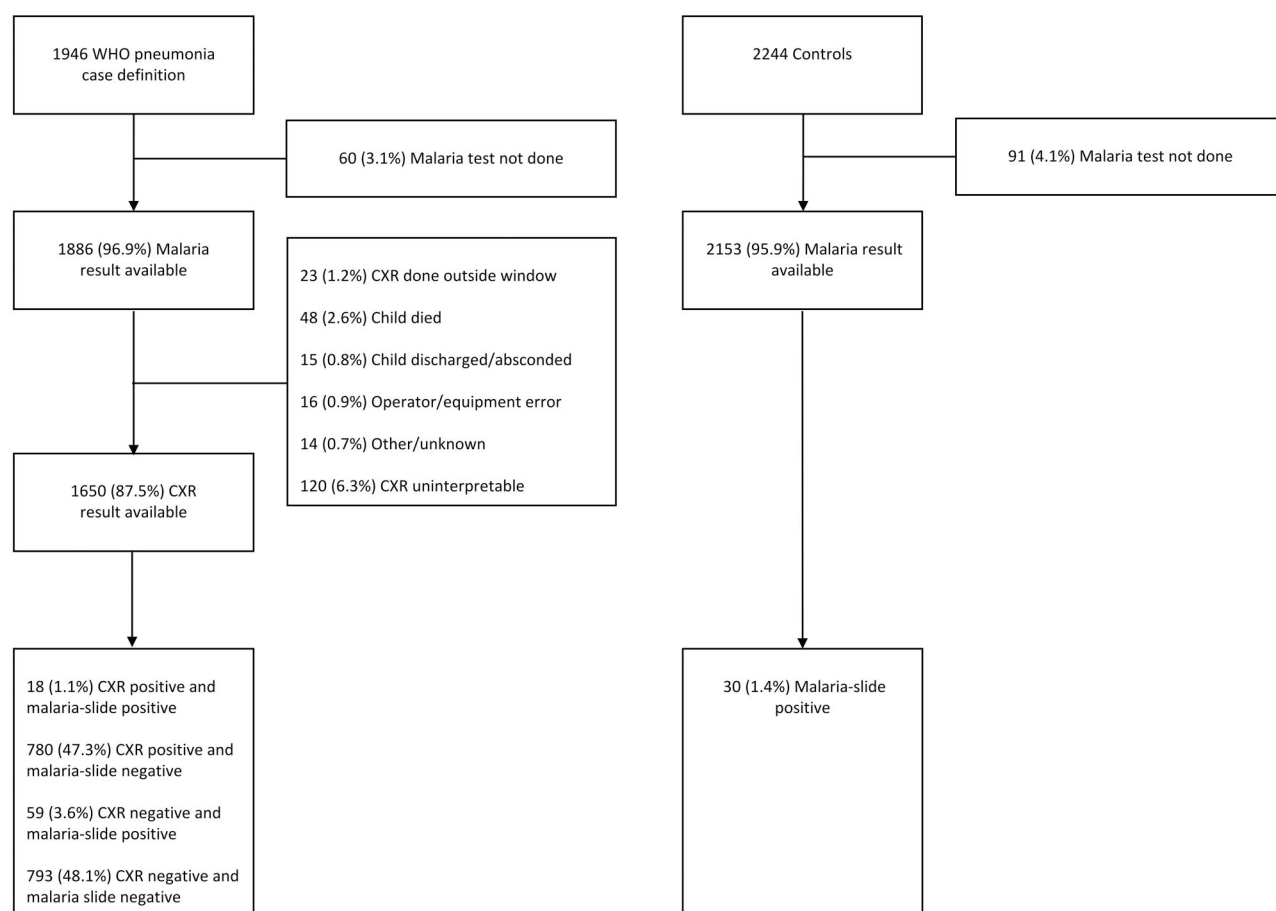 1946 WHO pneumonia
case definition
60 (3.1%) Malaria test not done
1886 (96.9%) Malaria
result available
23 (1.2%) CXR done outside window
48 (2.6%) Child died
15 (0.8%) Child discharged/absconded
16 (0.9%) Operator/equipment error
14 (0.7%) Other/unknown
120 (6.3%) CXR uninterpretable
1650 (87.5%) CXR
result available
18 (1.1%) CXR positive and
malaria-slide positive
780 (47.3%) CXR positive and
malaria-slide negative
59 (3.6%) CXR negative and
malaria-slide positive
793 (48.1%) CXR negative and
malaria slide negative
2244 Controls
91 (4.1%) Malaria test not done
2153 (95.9%) Malaria result
available
30 (1.4%) Malaria-slide
positive